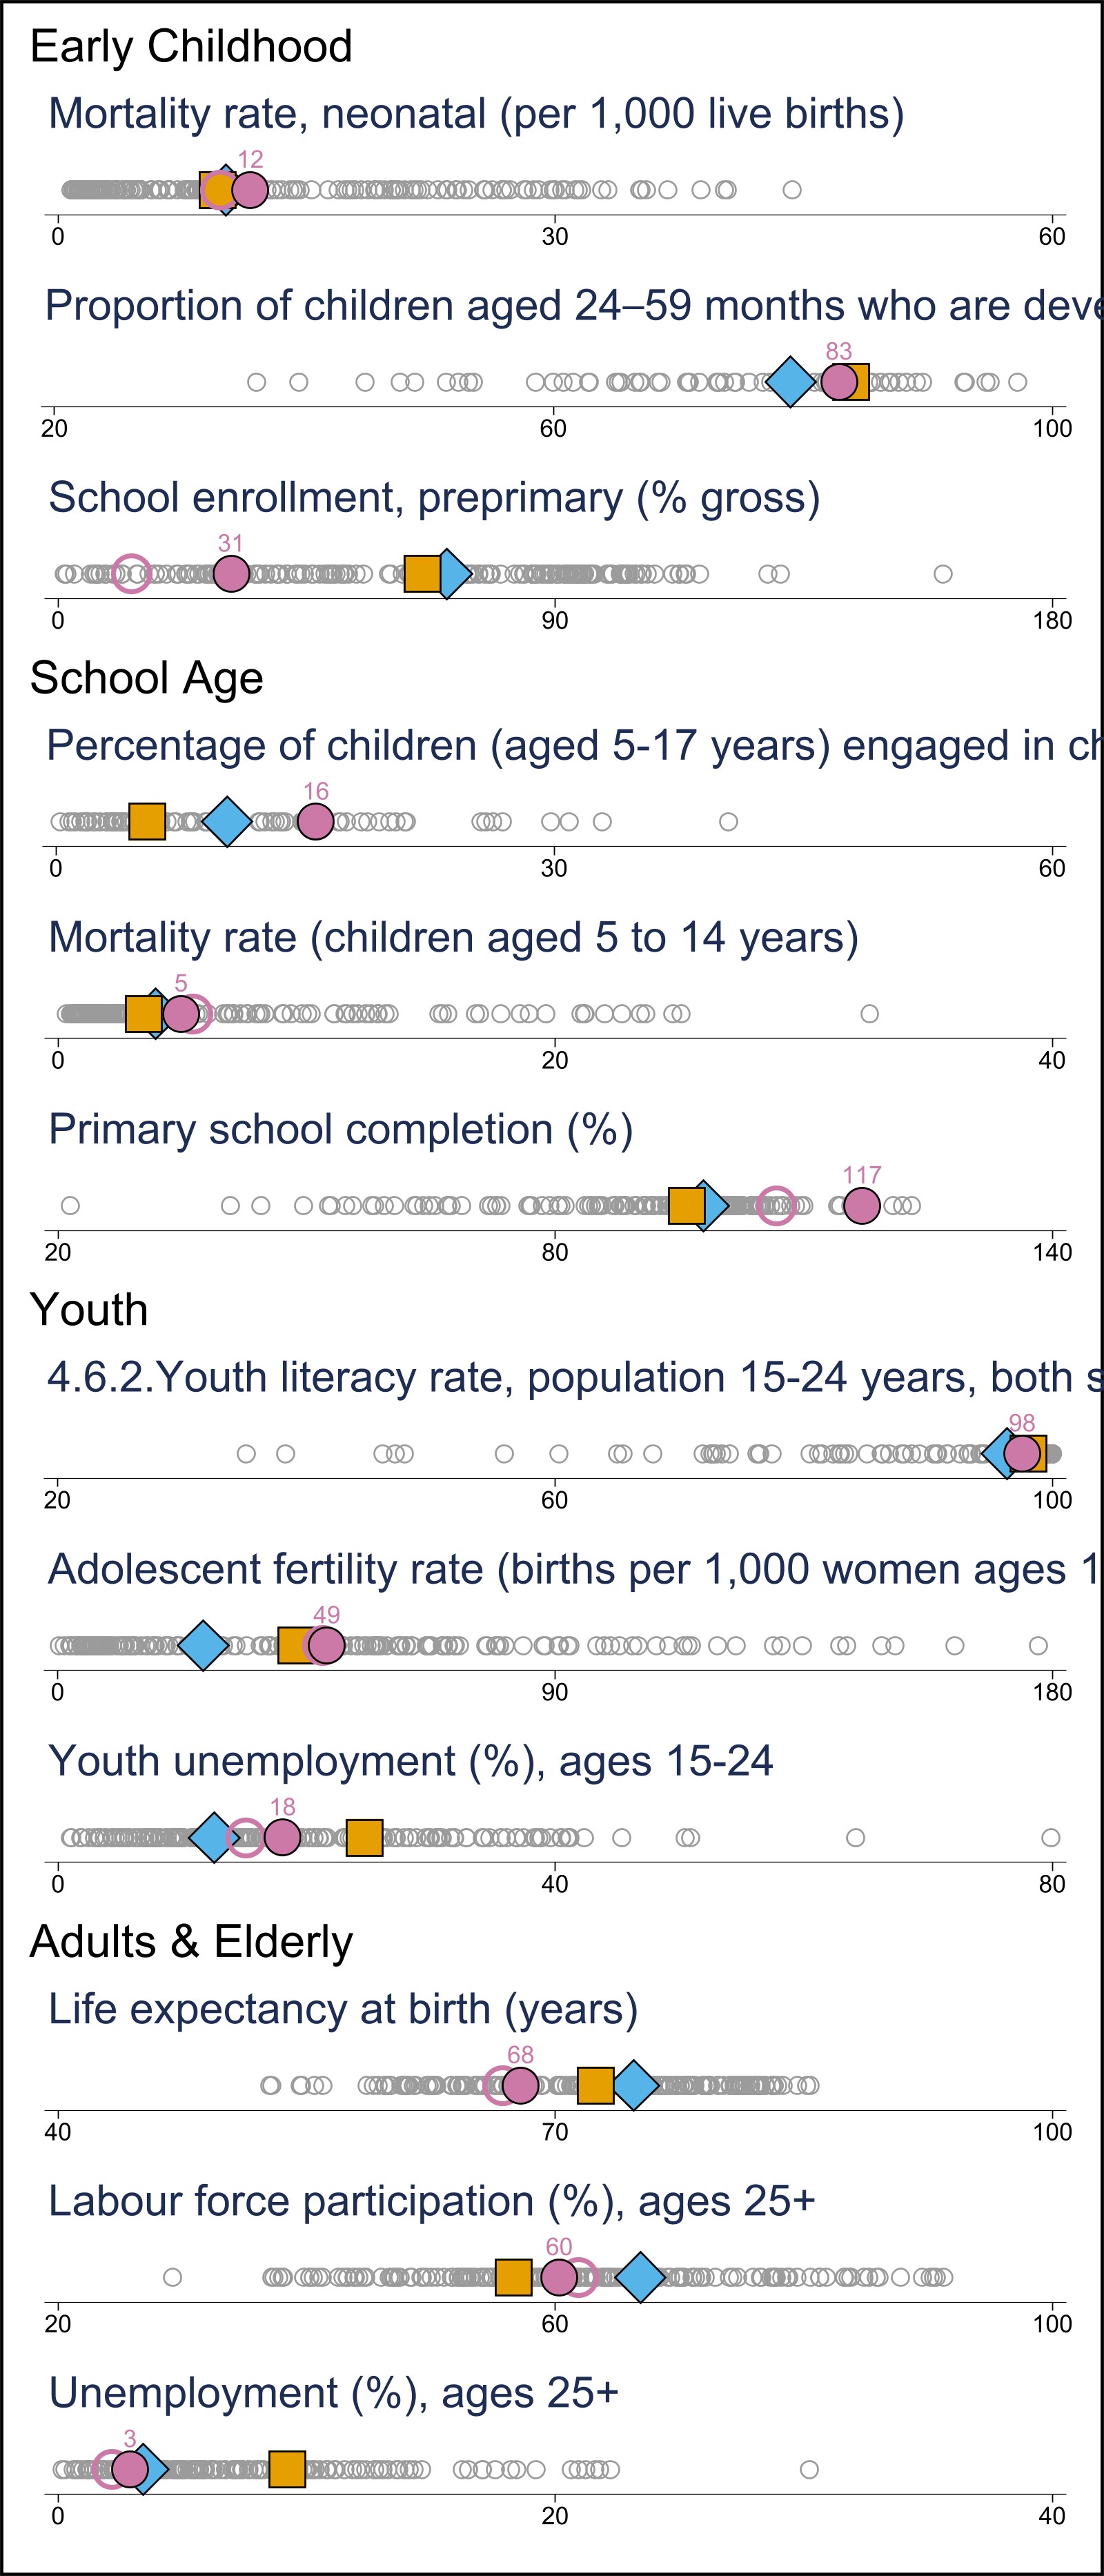 Early Childhood
Mortality rate, neonatal (per 1,000 live births)
12
0 30 60
Proportion of children aged 24–59 months who are deve
83
20 60 100
School enrollment, preprimary (% gross)
31
0 90 180
School Age
Percentage of children (aged 5-17 years) engaged in ch
16
0 30 60
Mortality rate (children aged 5 to 14 years)
5
0 20 40
Primary school completion (%)
117
20 80 140
Youth
4.6.2.Youth literacy rate, population 15-24 years, both s
98
20 60 100
Adolescent fertility rate (births per 1,000 women ages 1
49
0 90 180
Youth unemployment (%), ages 15-24
18
0 40 80
Adults & Elderly
Life expectancy at birth (years)
68
40 70 100
Labour force participation (%), ages 25+
60
20 60 100
Unemployment (%), ages 25+
3
0 20 40